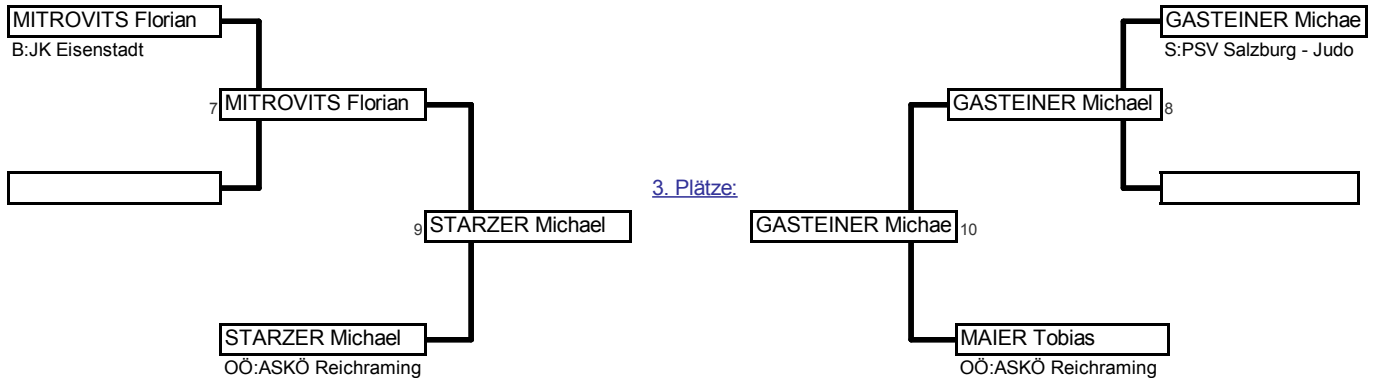 MITROVITS Florian
B:JK Eisenstadt
7 MITROVITS Florian
9 STARZER Michael
STARZER Michael
OÖ:ASKÖ Reichraming
3. Plätze:
GASTEINER Michae
S:PSV Salzburg - Judo
GASTEINER Michael 8
GASTEINER Michae 10
MAIER Tobias
OÖ:ASKÖ Reichraming